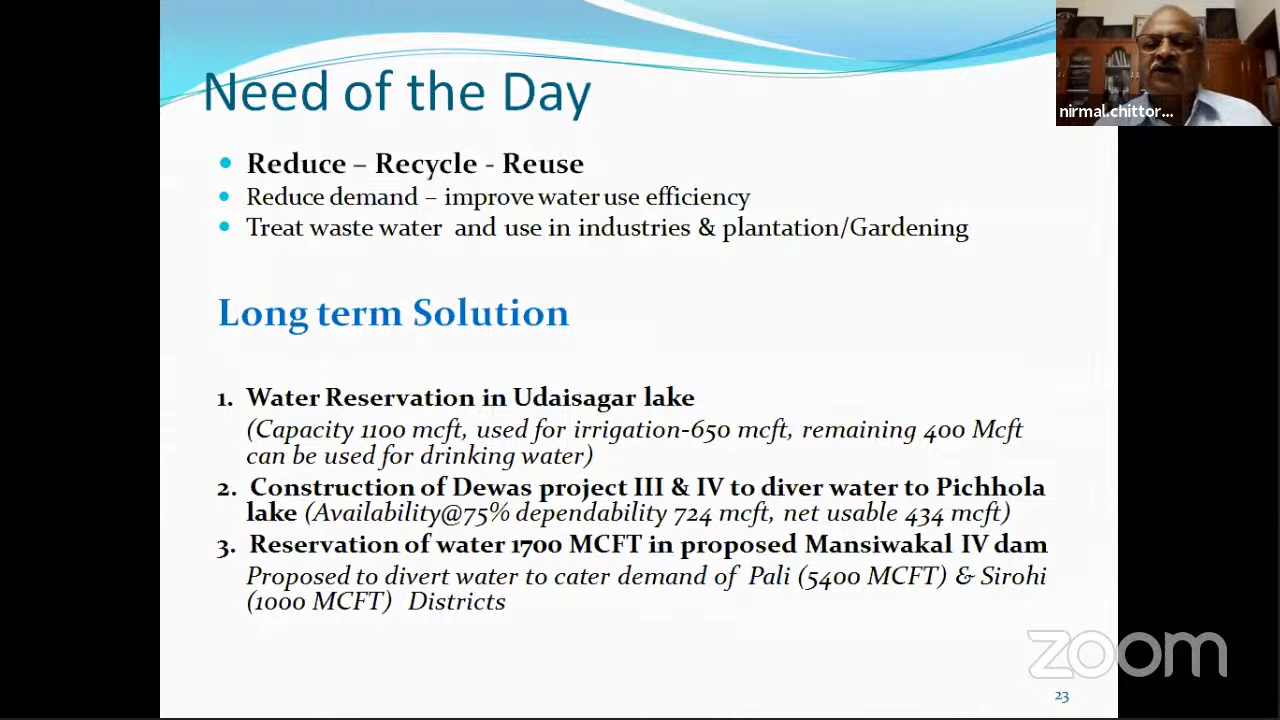 Need of the Day
nirmal.chittor...
Reduce – Recycle - Reuse
Reduce demand – improve water use efficiency
Treat waste water and use in industries & plantation/Gardening
Long term Solution
1. Water Reservation in Udaisagar lake
(Capacity 1100 mcft, used for irrigation-650 mcft, remaining 400 Mcft
can be used for drinking water)
2. Construction of Dewas project III & IV to diver water to Pichhola
lake (Availability@75% dependability 724 mcft, net usable 434 mcft)
3. Reservation of water 1700 MCFT in proposed Mansiwakal IV dam
Proposed to divert water to cater demand of Pali (5400 MCFT) & Sirohi
(1000 MCFT) Districts
zoom
23